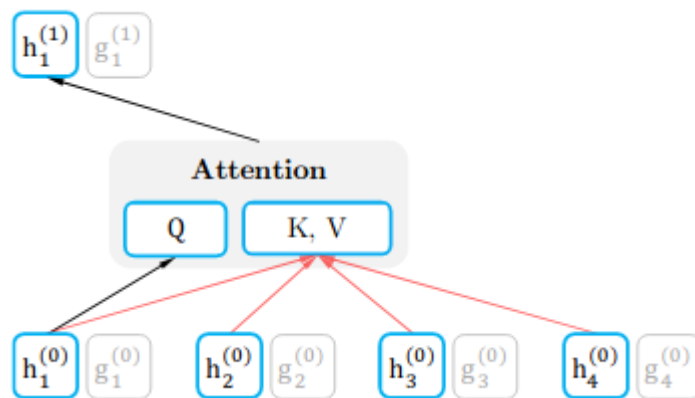 h₁⁽¹⁾ g₁⁽¹⁾
Attention
Q K, V
h₁⁽⁰⁾ g₁⁽⁰⁾ h₂⁽⁰⁾ g₂⁽⁰⁾ h₃⁽⁰⁾ g₃⁽⁰⁾ h₄⁽⁰⁾ g₄⁽⁰⁾